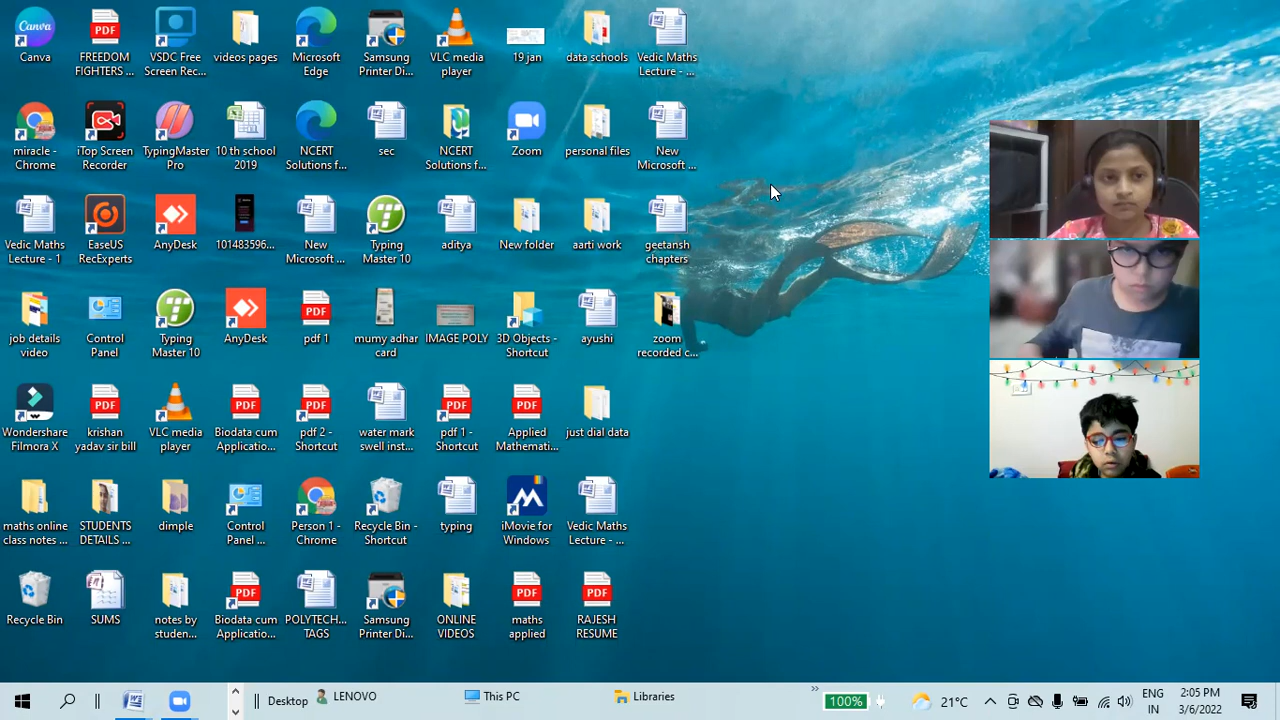 Canva
FREEDOM
FIGHTERS ...
VSDC Free
Screen Rec...
videos pages
Microsoft
Edge
Samsung
Printer Di...
VLC media
player
19 jan
data schools
Vedic Maths
Lecture - ...
miracle -
Chrome
iTop Screen
Recorder
TypingMaster
Pro
10 th school
2019
NCERT
Solutions f...
sec
NCERT
Solutions f...
Zoom
personal files
New
Microsoft ...
Vedic Maths
Lecture - 1
EaseUS
RecExperts
AnyDesk
101483596...
New
Microsoft ...
Typing
Master 10
aditya
New folder
aarti work
geetansh
chapters
job details
video
Control
Panel
Typing
Master 10
AnyDesk
pdf 1
mumy adhar
card
IMAGE POLY
3D Objects -
Shortcut
ayushi
zoom
recorded c...
Wondershare
Filmora X
krishan
yadav sir bill
VLC media
player
Biodata cum
Applicatio...
pdf 2 -
Shortcut
water mark
swell inst...
pdf 1 -
Shortcut
Applied
Mathemati...
just dial data
maths online
class notes ...
STUDENTS
DETAILS ...
dimple
Control
Panel ...
Person 1 -
Chrome
Recycle Bin -
Shortcut
typing
iMovie for
Windows
Vedic Maths
Lecture - ...
Recycle Bin
SUMS
notes by
studen...
Biodata cum
Applicatio...
POLYTECH...
TAGS
Samsung
Printer Di...
ONLINE
VIDEOS
maths
applied
RAJESH
RESUME
Desktop
LENOVO
This PC
Libraries
100%
21°C
ENG
IN
2:05 PM
3/6/2022